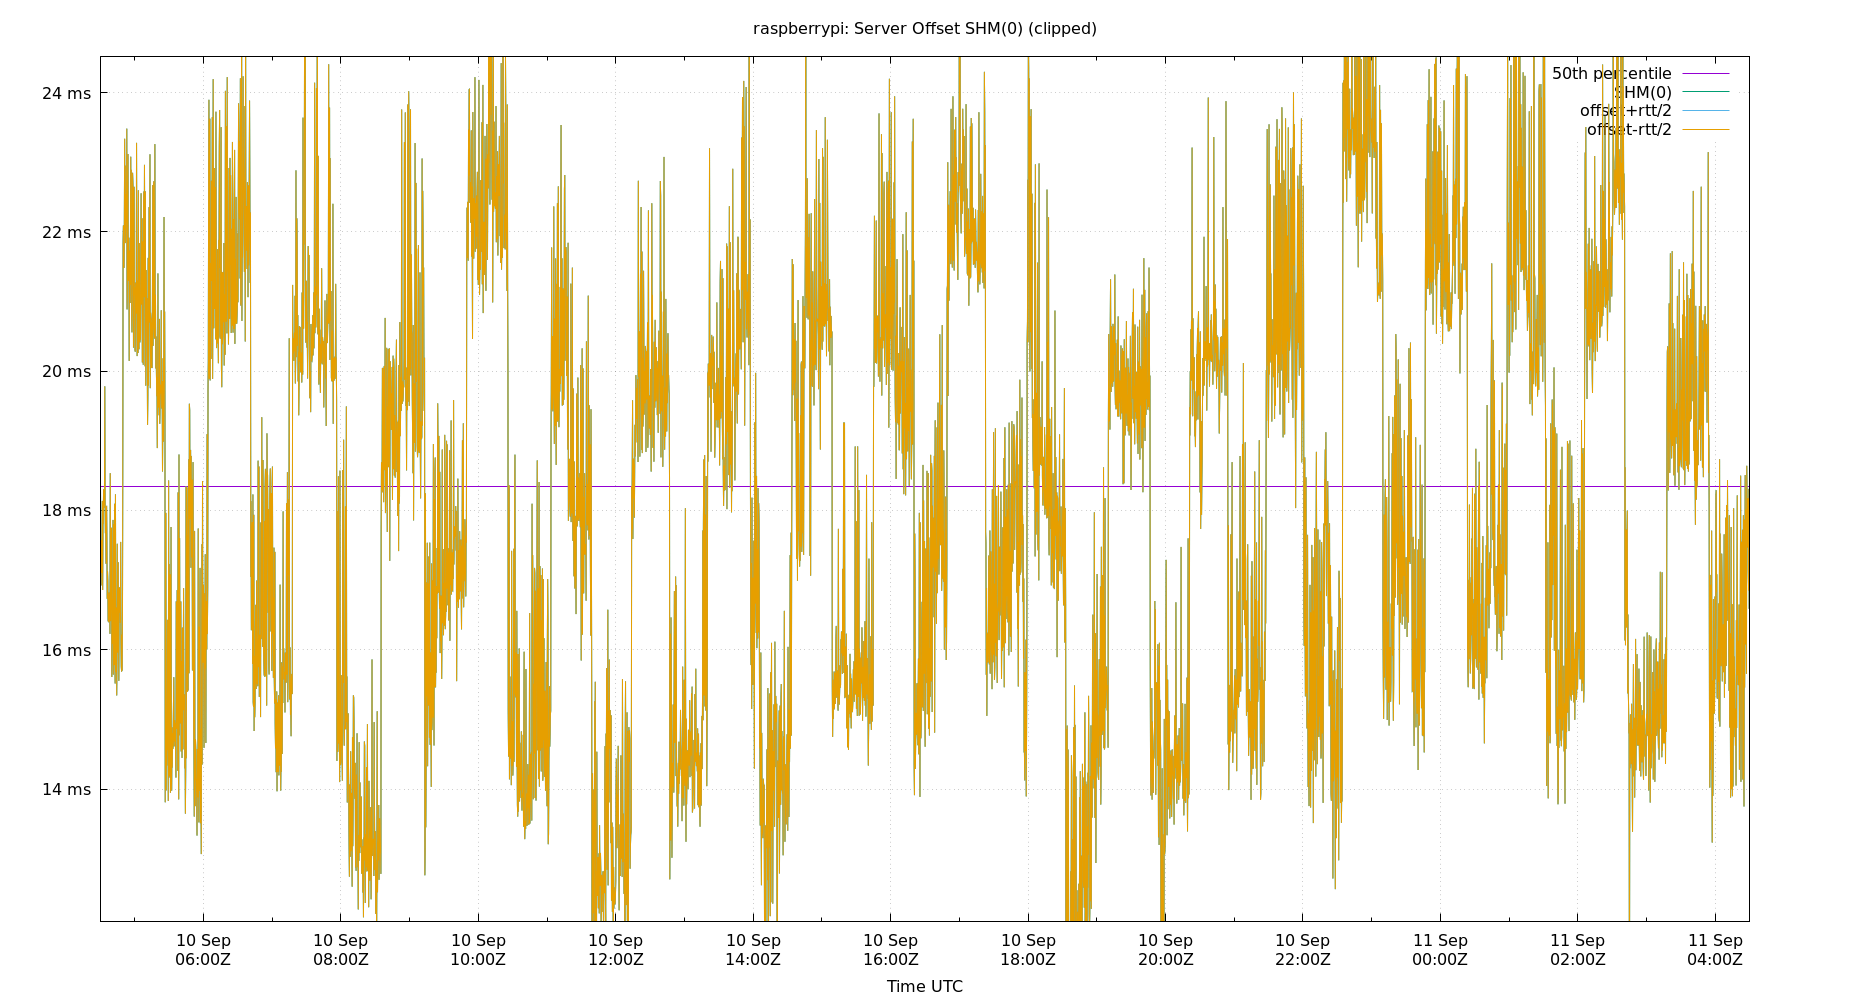 raspberrypi: Server Offset SHM(0) (clipped)
50th percentile
SHM(0)
offset+rtt/2
offset-rtt/2
24 ms
22 ms
20 ms
18 ms
16 ms
14 ms
10 Sep 10 Sep 10 Sep 10 Sep 10 Sep 10 Sep 10 Sep 10 Sep 10 Sep 11 Sep 11 Sep 11 Sep
06:00Z 08:00Z 10:00Z 12:00Z 14:00Z 16:00Z 18:00Z 20:00Z 22:00Z 00:00Z 02:00Z 04:00Z
Time UTC